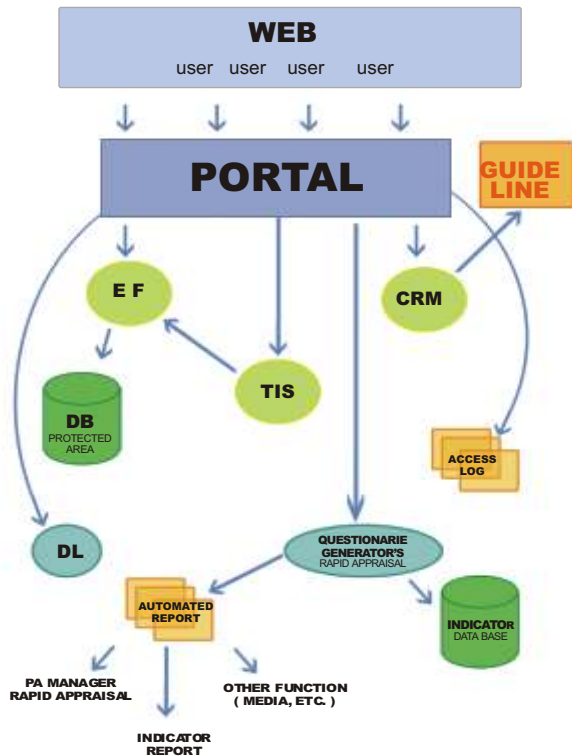 WEB
user user user user
PORTAL
GUIDE
LINE
E F
CRM
TIS
DB
PROTECTED
AREA
ACCESS
LOG
DL
QUESTIONARIE
GENERATOR'S
RAPID APPRAISAL
AUTOMATED
REPORT
INDICATOR
DATA BASE
PA MANAGER
RAPID APPRAISAL
OTHER FUNCTION
( MEDIA, ETC. )
INDICATOR
REPORT